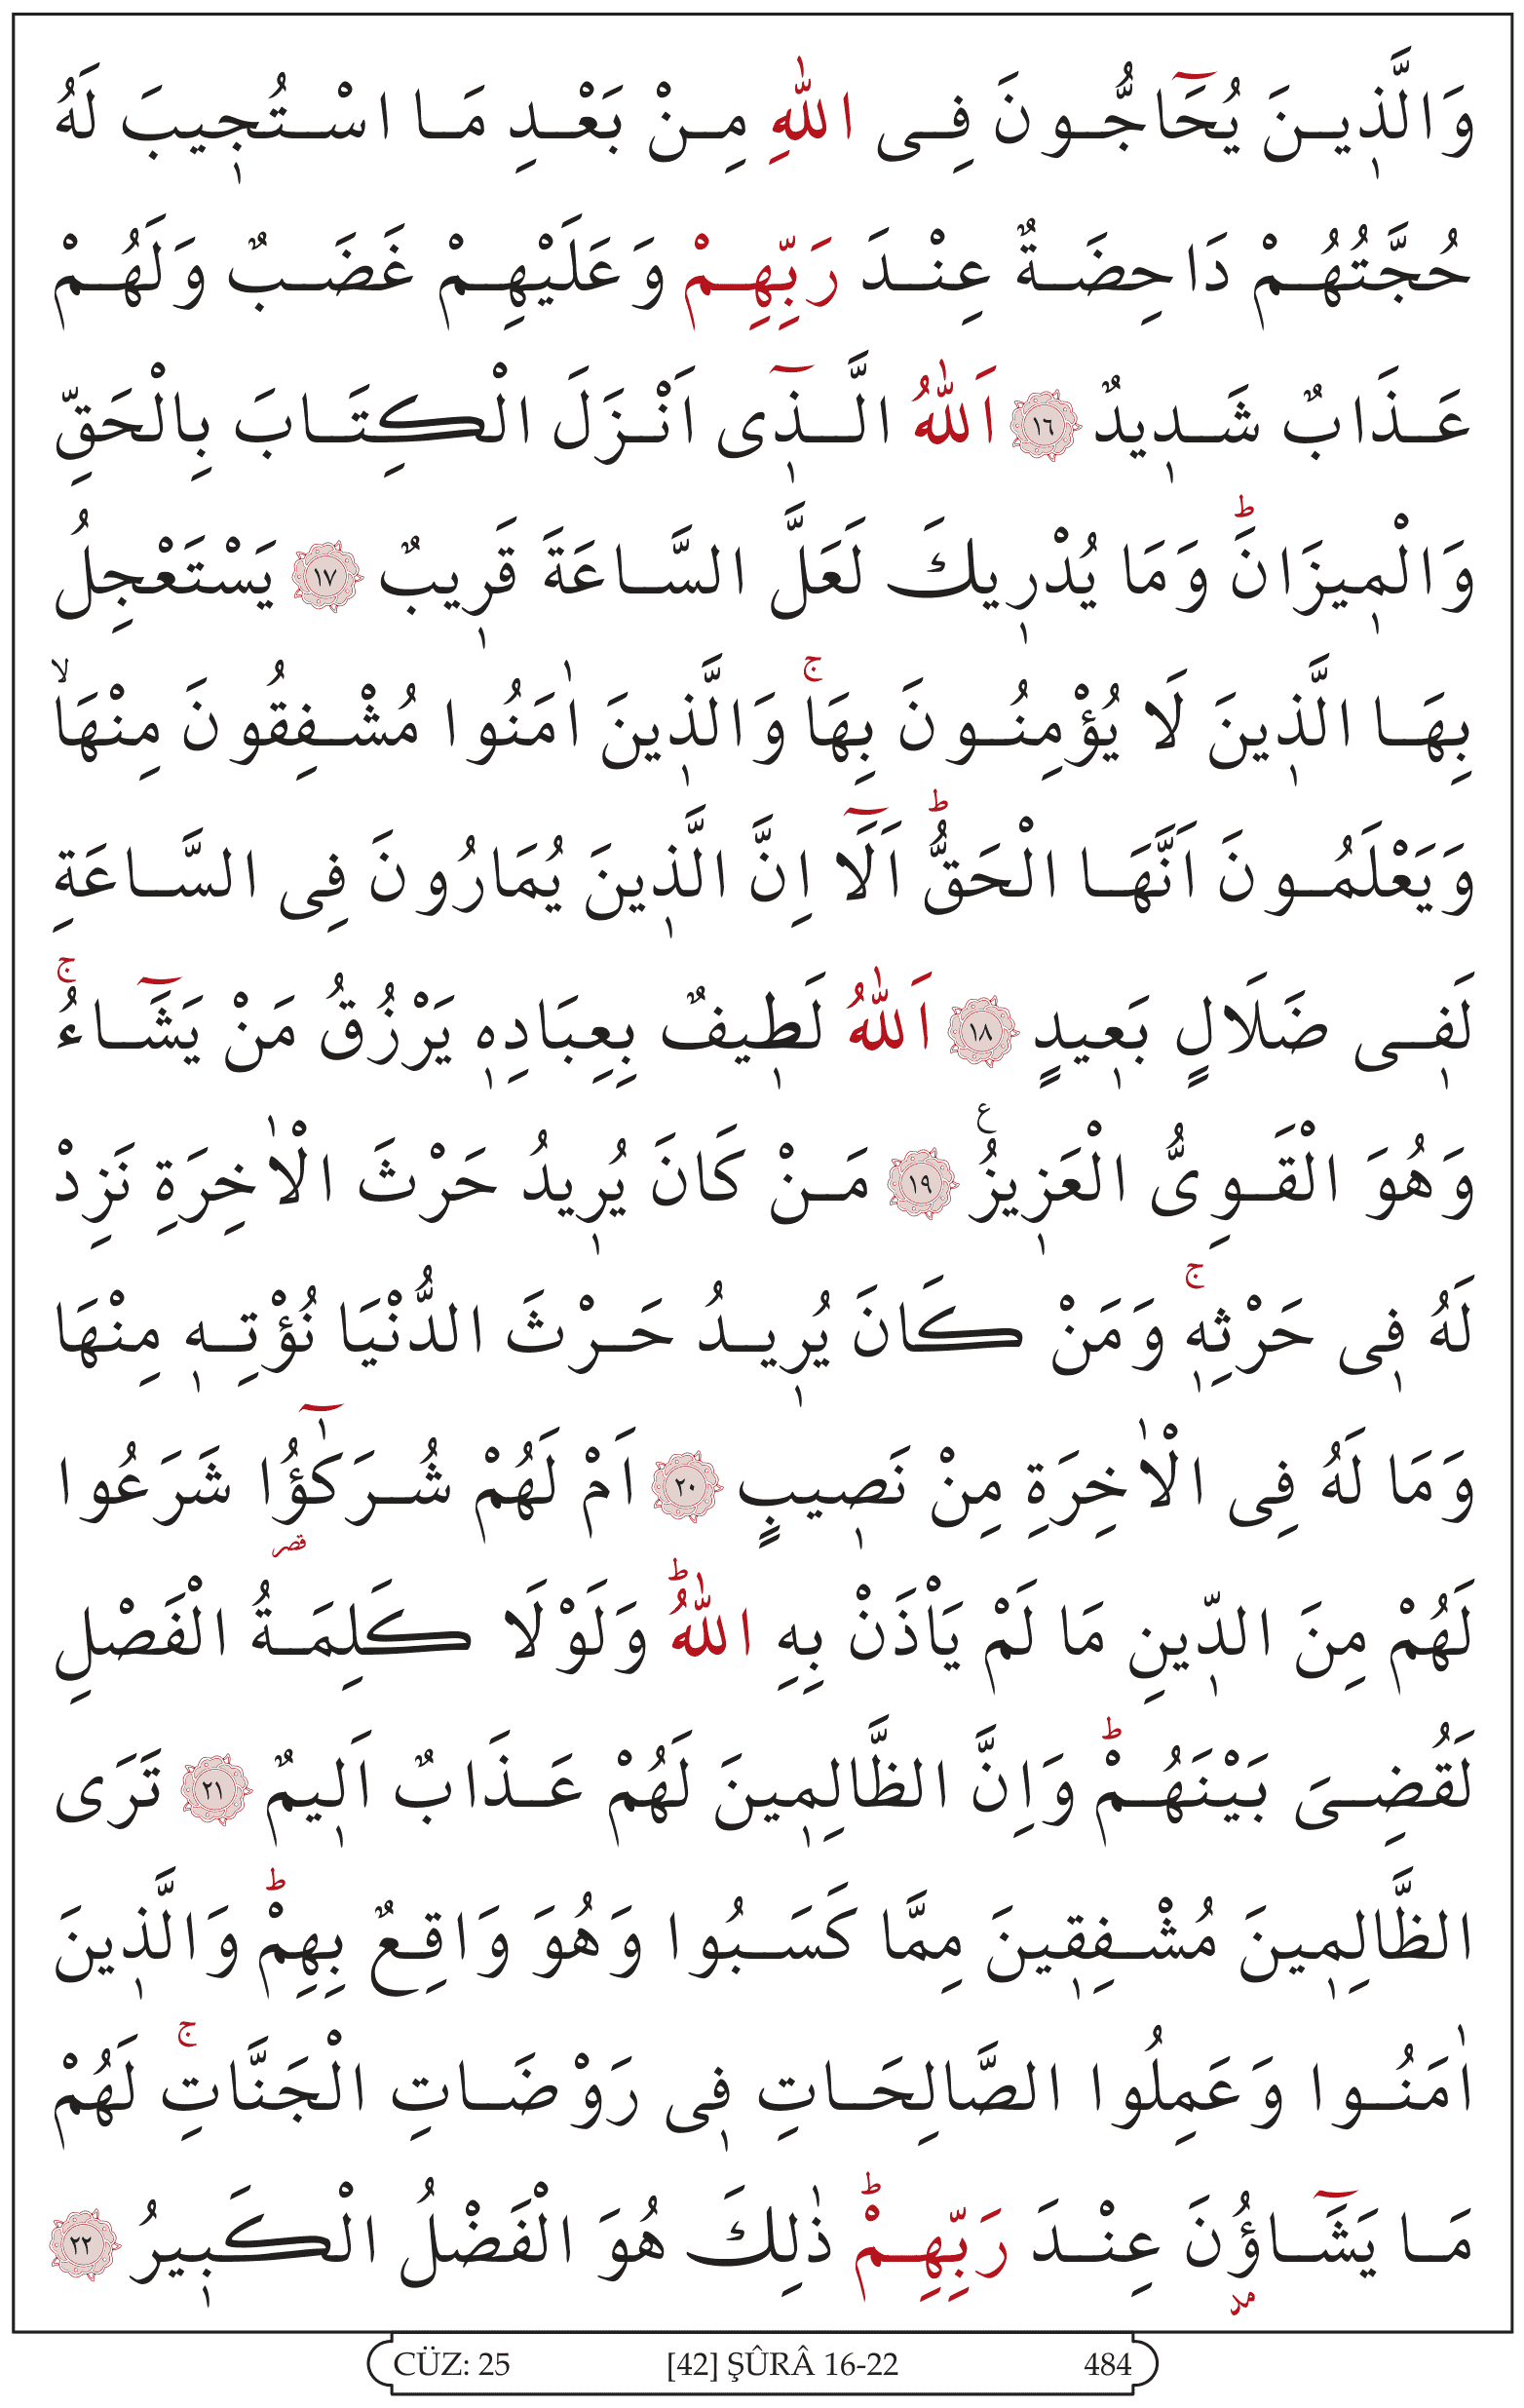 وَالَّذ۪ينَ يُحَٓاجُّونَ فِى اللّٰهِ مِنْ بَعْدِ مَا اسْتُج۪يبَ لَهُ
حُجَّتُهُمْ دَاحِضَةٌ عِنْدَ رَبِّهِمْ وَعَلَيْهِمْ غَضَبٌ وَلَهُمْ
عَذَابٌ شَد۪يدٌ ﴿١٦﴾ اَللّٰهُ الَّذ۪ٓى اَنْزَلَ الْكِتَابَ بِالْحَقِّ
وَالْم۪يزَانَۜ وَمَا يُدْر۪يكَ لَعَلَّ السَّاعَةَ قَر۪يبٌ ﴿١٧﴾ يَسْتَعْجِلُ
بِهَا الَّذ۪ينَ لَا يُؤْمِنُونَ بِهَاۚ وَالَّذ۪ينَ اٰمَنُوا مُشْفِقُونَ مِنْهَاۙ
وَيَعْلَمُونَ اَنَّهَا الْحَقُّۜ اَلَٓا اِنَّ الَّذ۪ينَ يُمَارُونَ فِى السَّاعَةِ
لَف۪ى ضَلَالٍ بَع۪يدٍ ﴿١٨﴾ اَللّٰهُ لَط۪يفٌ بِعِبَادِه۪ يَرْزُقُ مَنْ يَشَٓاءُۚ
وَهُوَ الْقَوِىُّ الْعَز۪يزُ۟ ﴿١٩﴾ مَنْ كَانَ يُر۪يدُ حَرْثَ الْاٰخِرَةِ نَزِدْ
لَهُ ف۪ى حَرْثِه۪ۚ وَمَنْ كَانَ يُر۪يدُ حَرْثَ الدُّنْيَا نُؤْتِه۪ مِنْهَا
وَمَا لَهُ فِى الْاٰخِرَةِ مِنْ نَص۪يبٍ ﴿٢٠﴾ اَمْ لَهُمْ شُرَكٰٓؤُ۬ا شَرَعُوا
لَهُمْ مِنَ الدّ۪ينِ مَا لَمْ يَأْذَنْ بِهِ اللّٰهُۜ وَلَوْلَا كَلِمَةُ الْفَصْلِ
لَقُضِىَ بَيْنَهُمْۜ وَاِنَّ الظَّالِم۪ينَ لَهُمْ عَذَابٌ اَل۪يمٌ ﴿٢١﴾ تَرَى
الظَّالِم۪ينَ مُشْفِق۪ينَ مِمَّا كَسَبُوا وَهُوَ وَاقِعٌ بِهِمْۜ وَالَّذ۪ينَ
اٰمَنُوا وَعَمِلُوا الصَّالِحَاتِ ف۪ى رَوْضَاتِ الْجَنَّاتِۚ لَهُمْ
مَا يَشَٓاؤُ۫نَ عِنْدَ رَبِّهِمْۜ ذٰلِكَ هُوَ الْفَضْلُ الْكَب۪يرُ ﴿٢٢﴾
CÜZ: 25 [42] ŞÛRÂ 16-22 484